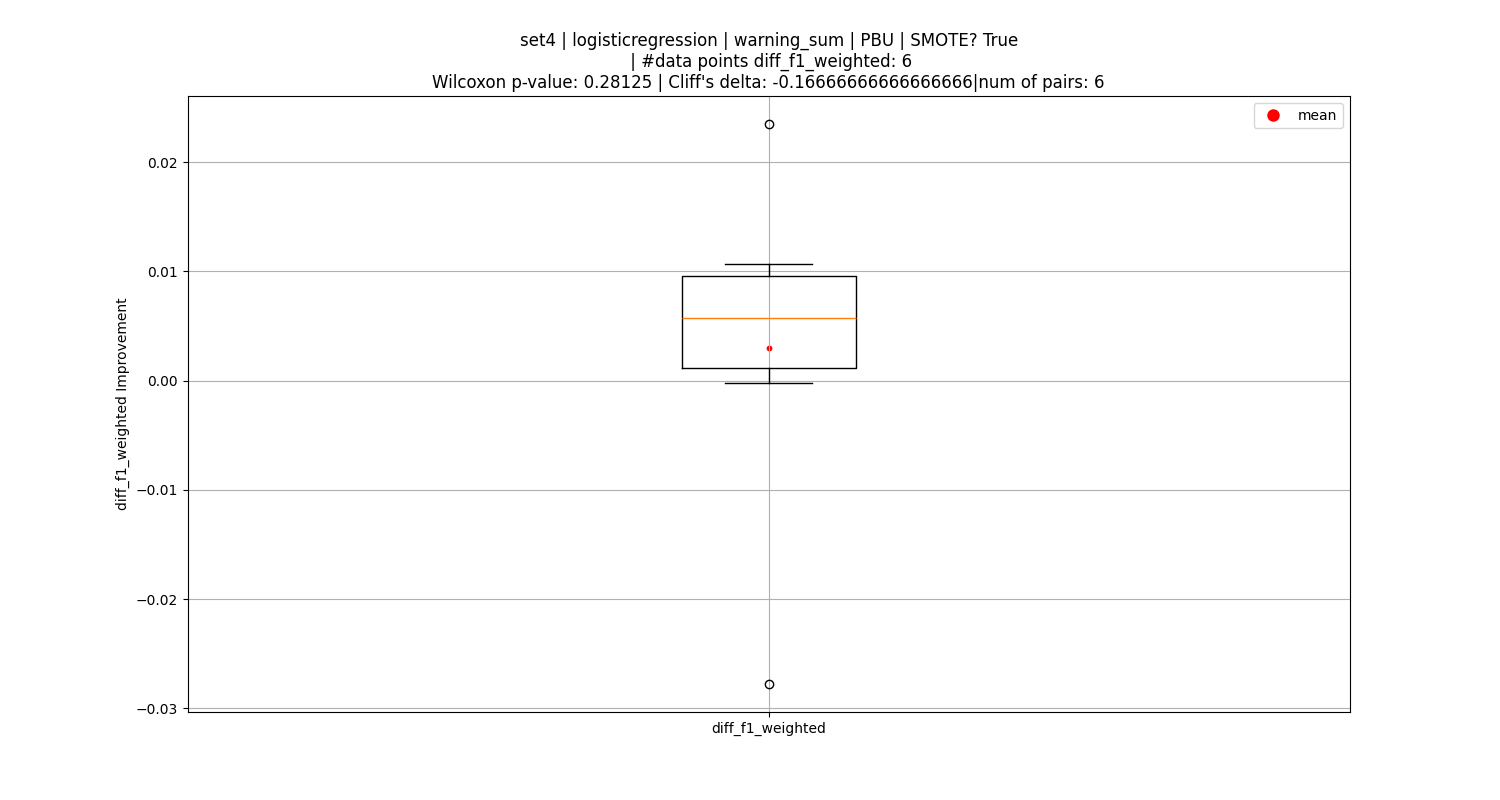 set4 | logisticregression | warning_sum | PBU | SMOTE? True
| #data points diff_f1_weighted: 6
Wilcoxon p-value: 0.28125 | Cliff's delta: -0.16666666666666666|num of pairs: 6
mean
0.02
0.01
0.00
−0.01
−0.02
−0.03
diff_f1_weighted Improvement
diff_f1_weighted